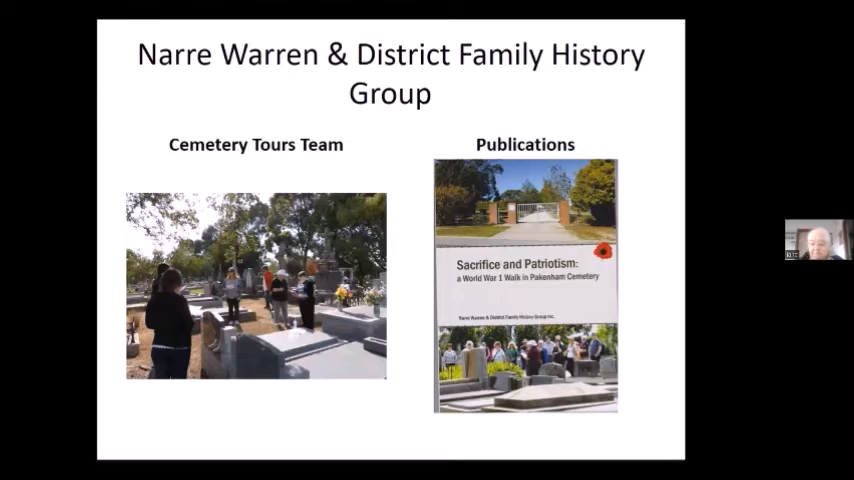 Narre Warren & District Family History
Group
Cemetery Tours Team
Publications
Sacrifice and Patriotism:
a World War 1 Walk in Pakenham Cemetery
Narre Warren & District Family History Group Inc.